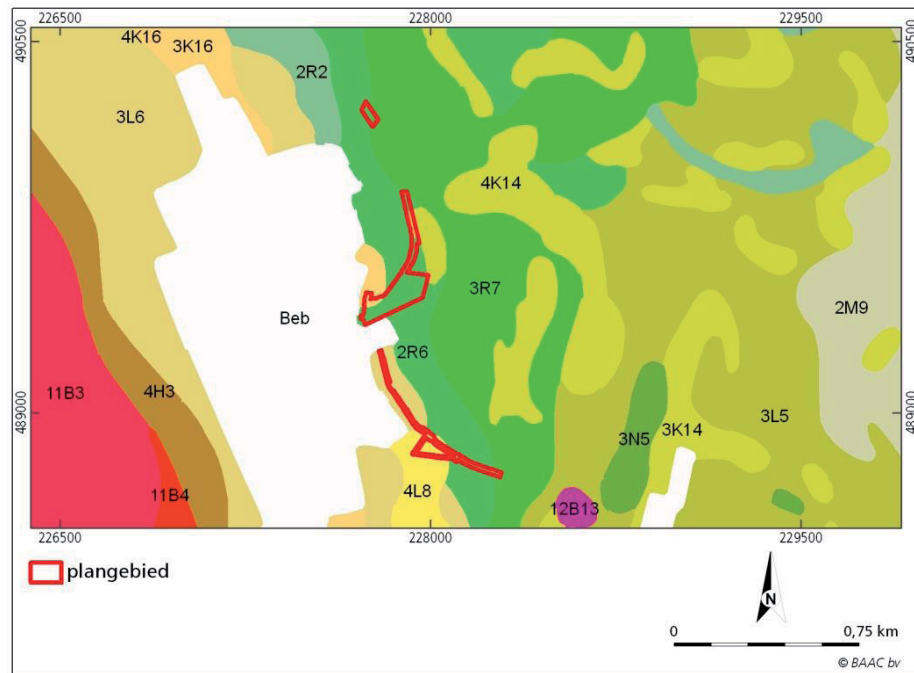 226500 228000 229500
490500 490500
4K16
3K16
2R2
3L6
4K14
3R7
2M9
Beb
2R6
11B3
4H3
3L5
489000 489000
3N5
3K14
11B4
4L8
12B13
226500 228000 229500
plangebied
N
0 0,75 km
© BAAC bv